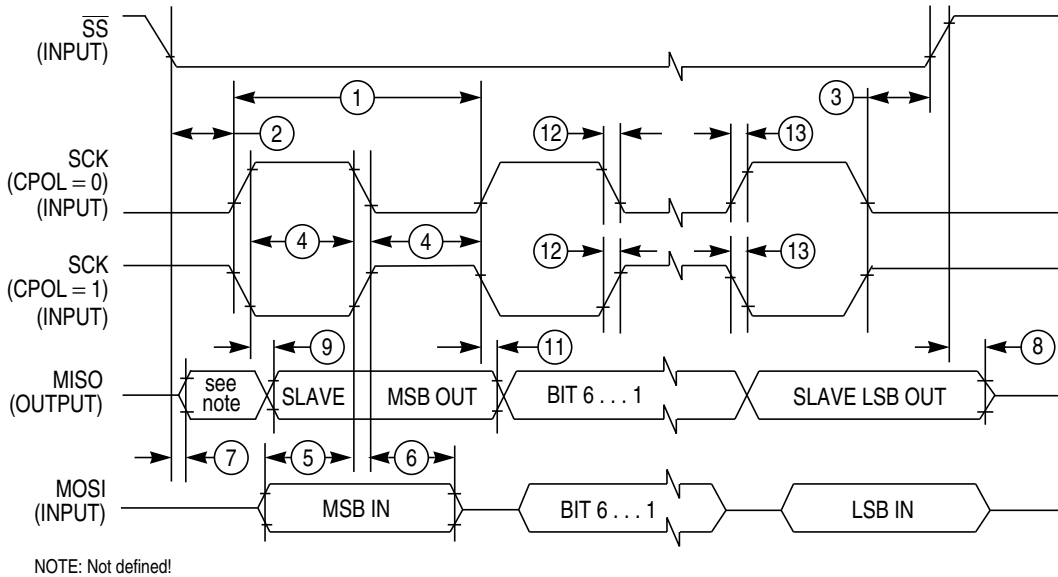 SS
(INPUT)
1
3
2
12
13
SCK
(CPOL = 0)
(INPUT)
4
4
SCK
(CPOL = 1)
(INPUT)
12
13
9
11
8
MISO
(OUTPUT)
see
note
SLAVE
MSB OUT
BIT 6 . . . 1
SLAVE LSB OUT
7
5
6
MOSI
(INPUT)
MSB IN
BIT 6 . . . 1
LSB IN
NOTE: Not defined!